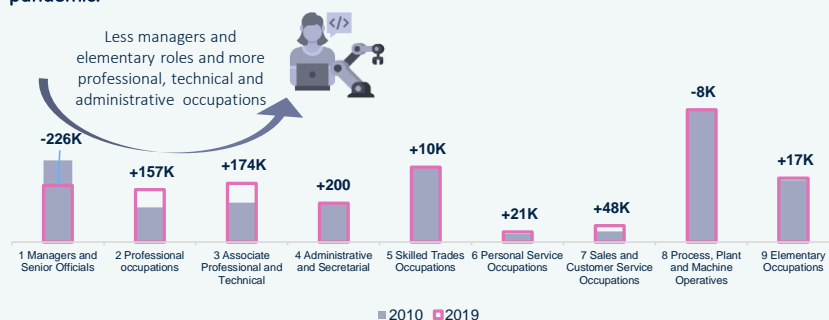 pandemic.
Less managers and
elementary roles and more
professional, technical and
administrative occupations
</>
-226K
+157K
+174K
+200
+10K
+21K
+48K
-8K
+17K
1 Managers and
Senior Officials
2 Professional
occupations
3 Associate
Professional and
Technical
4 Administrative
and Secretarial
5 Skilled Trades
Occupations
6 Personal Service
Occupations
7 Sales and
Customer Service
Occupations
8 Process, Plant
and Machine
Operatives
9 Elementary
Occupations
2010 2019